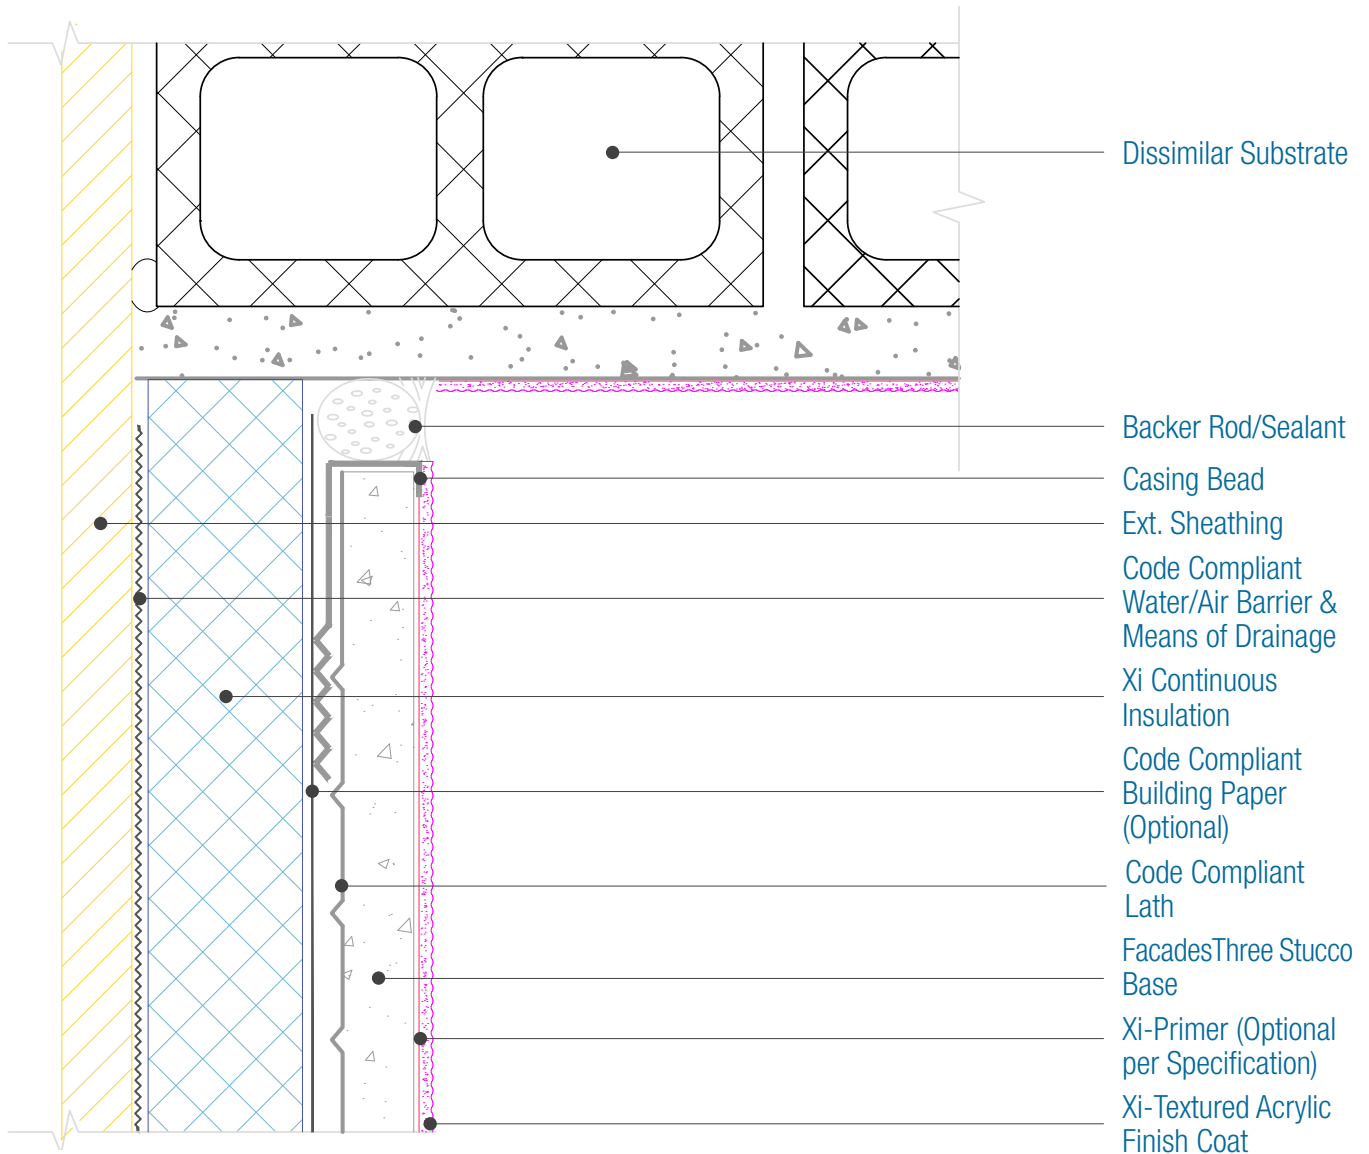 Dissimilar Substrate
Backer Rod/Sealant
Casing Bead
Ext. Sheathing
Code Compliant
Water/Air Barrier &
Means of Drainage
Xi Continuous
Insulation
Code Compliant
Building Paper
(Optional)
Code Compliant
Lath
FacadesThree Stucco
Base
Xi-Primer (Optional
per Specification)
Xi-Textured Acrylic
Finish Coat